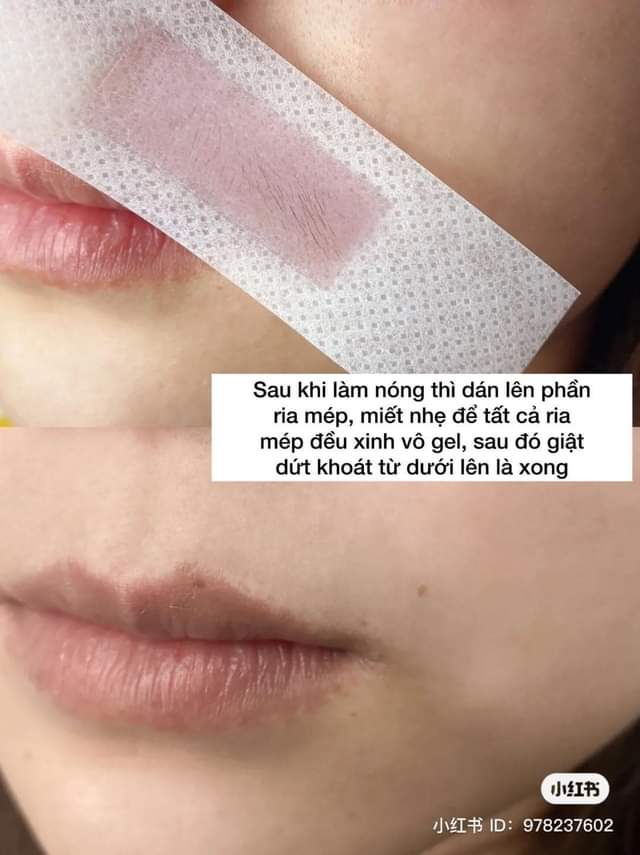 Sau khi làm nóng thì dán lên phần
ria mép, miết nhẹ để tất cả ria
mép đều xinh vô gel, sau đó giật
dứt khoát từ dưới lên là xong
小红书
小红书 ID: 978237602